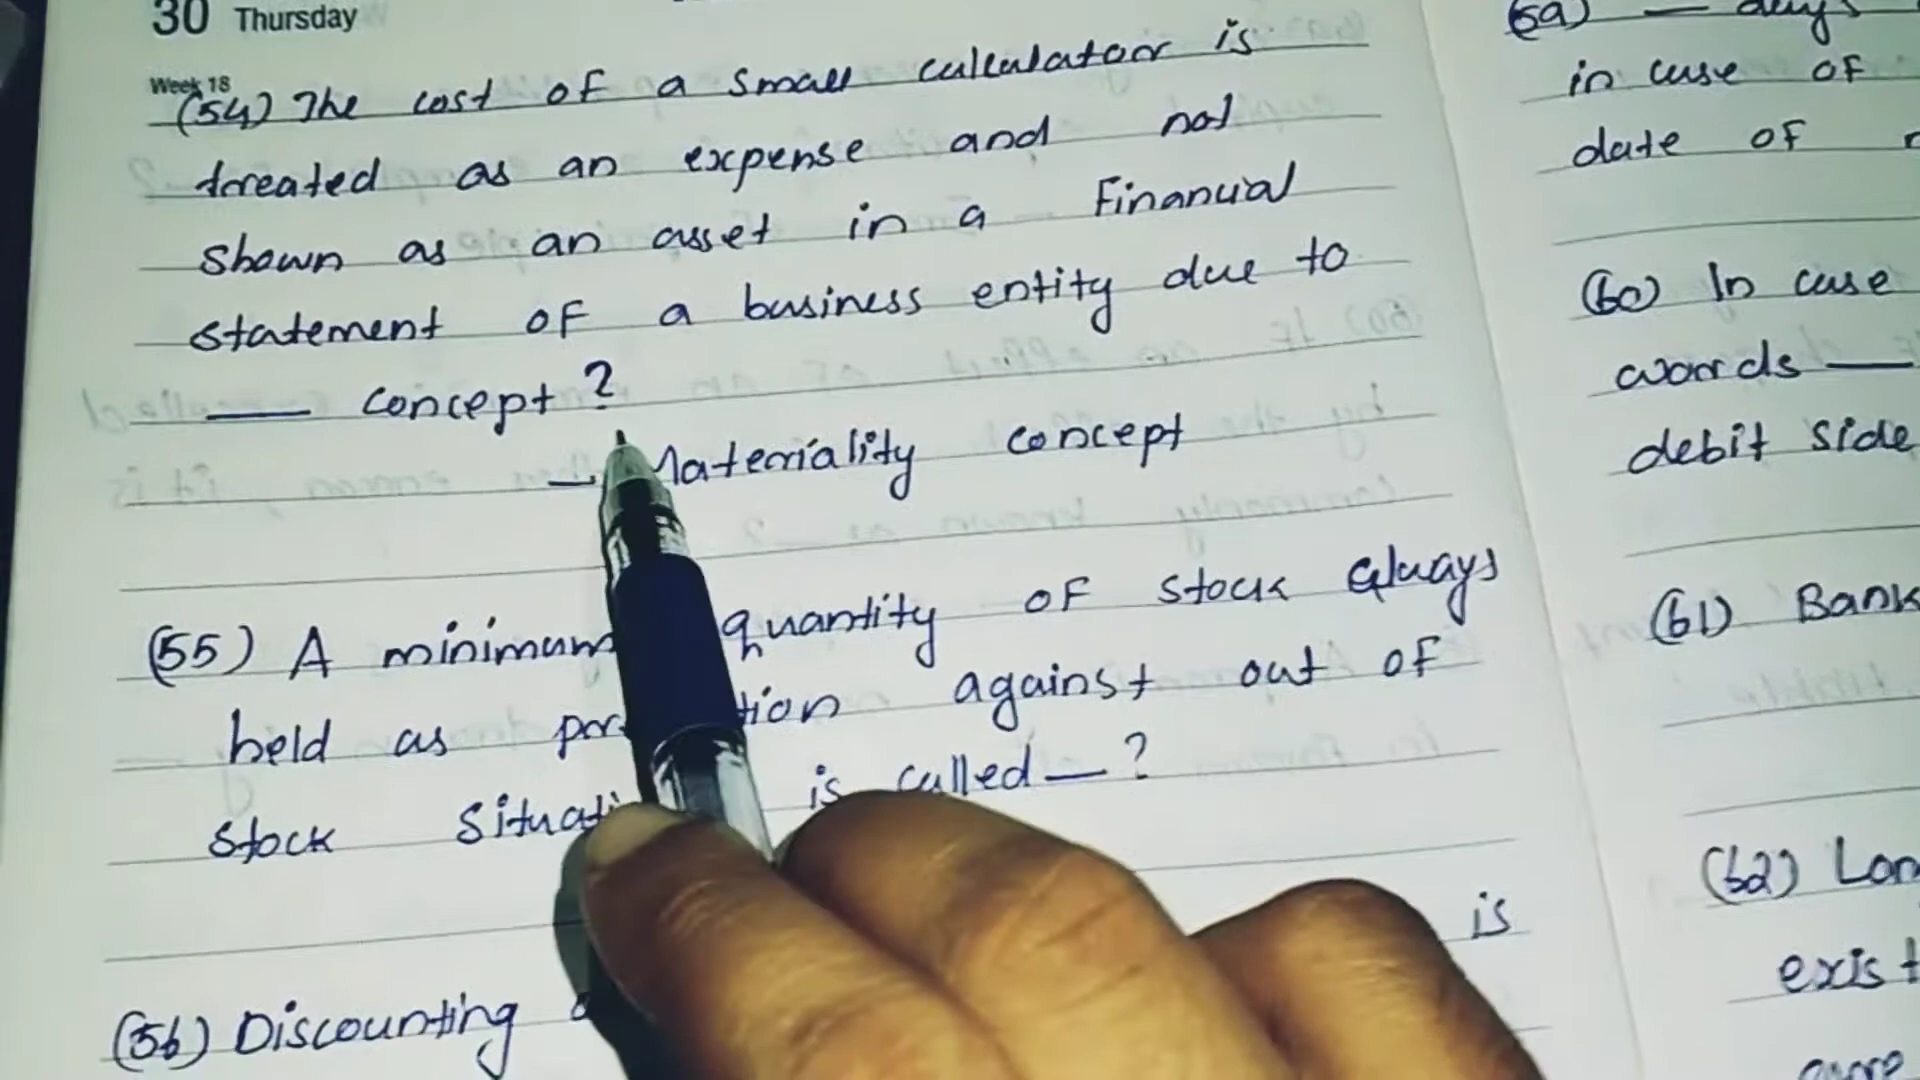 30 Thursday
Week 18
(54) The cost of a small calculator is
treated as an expense and not
shown as an asset in a Financial
statement of a business entity due to
— concept ?
— Materiality concept
(55) A minimum quantity of stock always
held as against out of
stock is called — ?
is
(56) Discounting
(59) — days
in case of
date of
(60) In case
words —
debit side
(61) Bank
(62)
exist